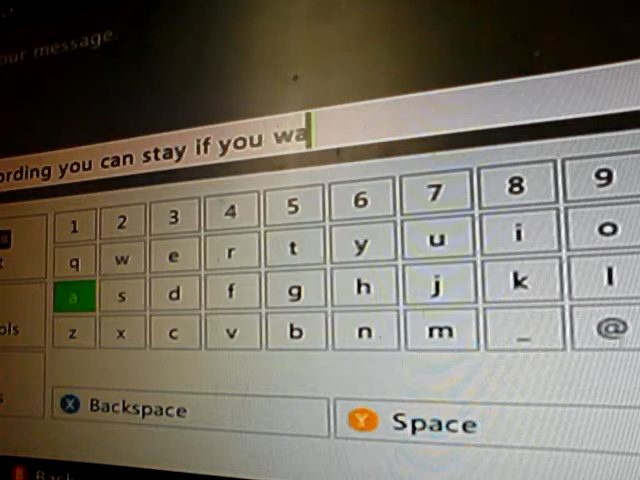 our message.
ording you can stay if you wa
1 2 3 4 5 6 7 8 9
q w e r t y u i o
a s d f g h j k l
z x c v b n m _ @
ols
X Backspace
Y Space
B Back